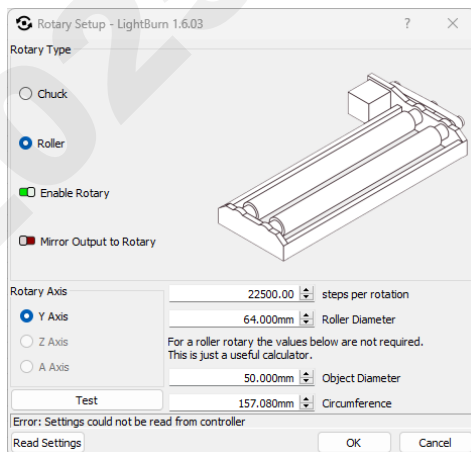 Rotary Setup - LightBurn 1.6.03
Rotary Type
Chuck
Roller
Enable Rotary
Mirror Output to Rotary
Rotary Axis
Y Axis
Z Axis
A Axis
Test
22500.00 steps per rotation
64.000mm Roller Diameter
For a roller rotary the values
below are not required.
This is just a useful calculator.
50.000mm Object Diameter
157.080mm Circumference
Error: Settings could not be read from controller
Read Settings OK Cancel